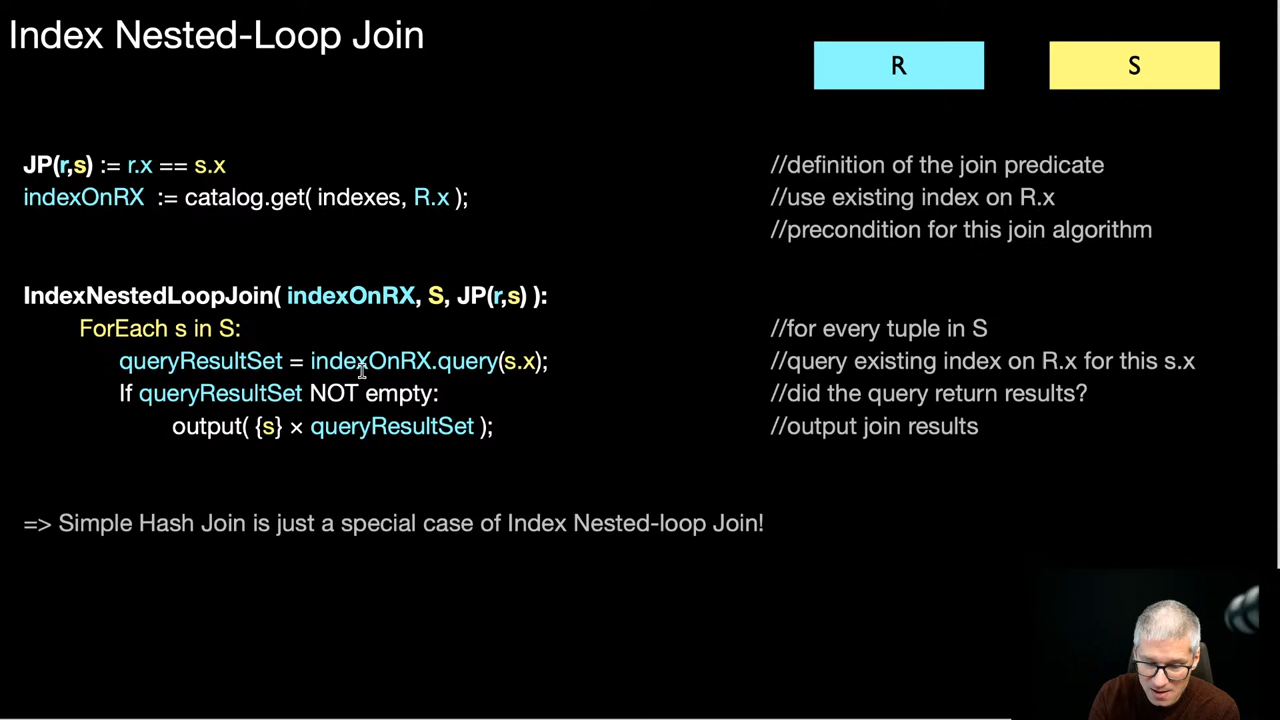 Index Nested-Loop Join
R
S
JP(r,s) := r.x == s.x //definition of the join predicate
indexOnRX := catalog.get( indexes, R.x ); //use existing index on R.x
//precondition for this join algorithm
IndexNestedLoopJoin( indexOnRX, S, JP(r,s) ):
ForEach s in S: //for every tuple in S
queryResultSet = indexOnRX.query(s.x); //query existing index on R.x for this s.x
If queryResultSet NOT empty: //did the query return results?
output( {s} × queryResultSet ); //output join results
=> Simple Hash Join is just a special case of Index Nested-loop Join!